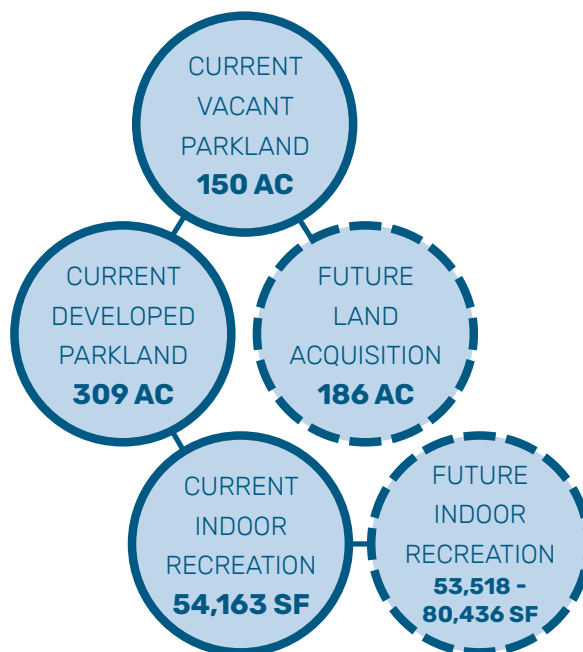 CURRENT
VACANT
PARKLAND
150 AC
CURRENT
DEVELOPED
PARKLAND
309 AC
FUTURE
LAND
ACQUISITION
186 AC
CURRENT
INDOOR
RECREATION
54,163 SF
FUTURE
INDOOR
RECREATION
53,518 -
80,436 SF